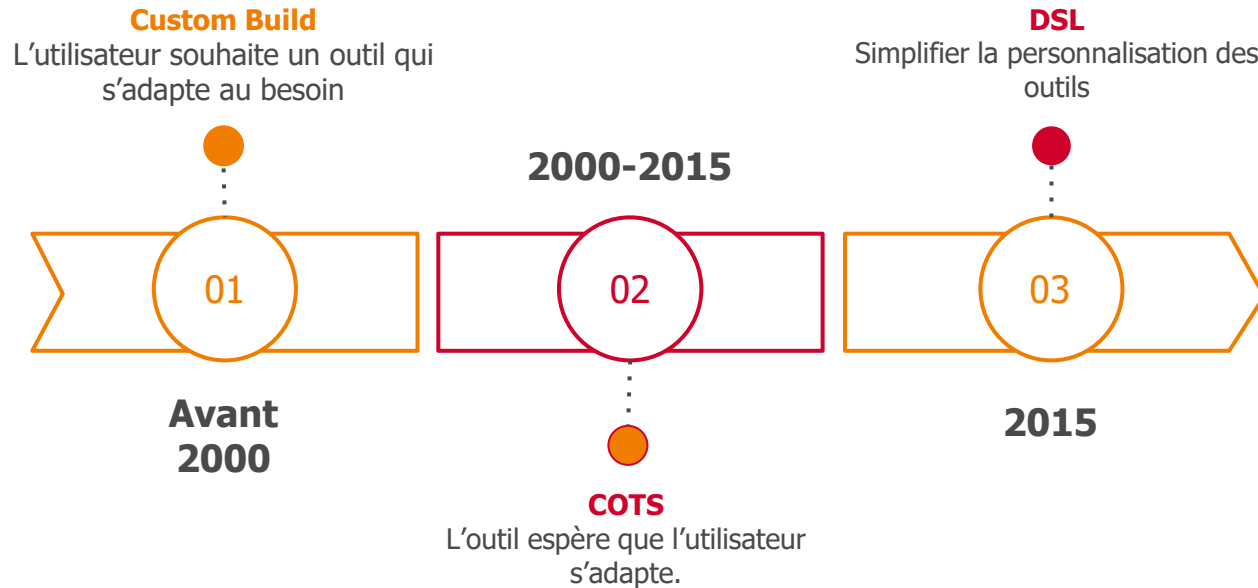 Custom Build
L’utilisateur souhaite un outil qui
s’adapte au besoin
01
Avant
2000
2000-2015
02
COTS
L’outil espère que l’utilisateur
s’adapte.
DSL
Simplifier la personnalisation des
outils
03
2015